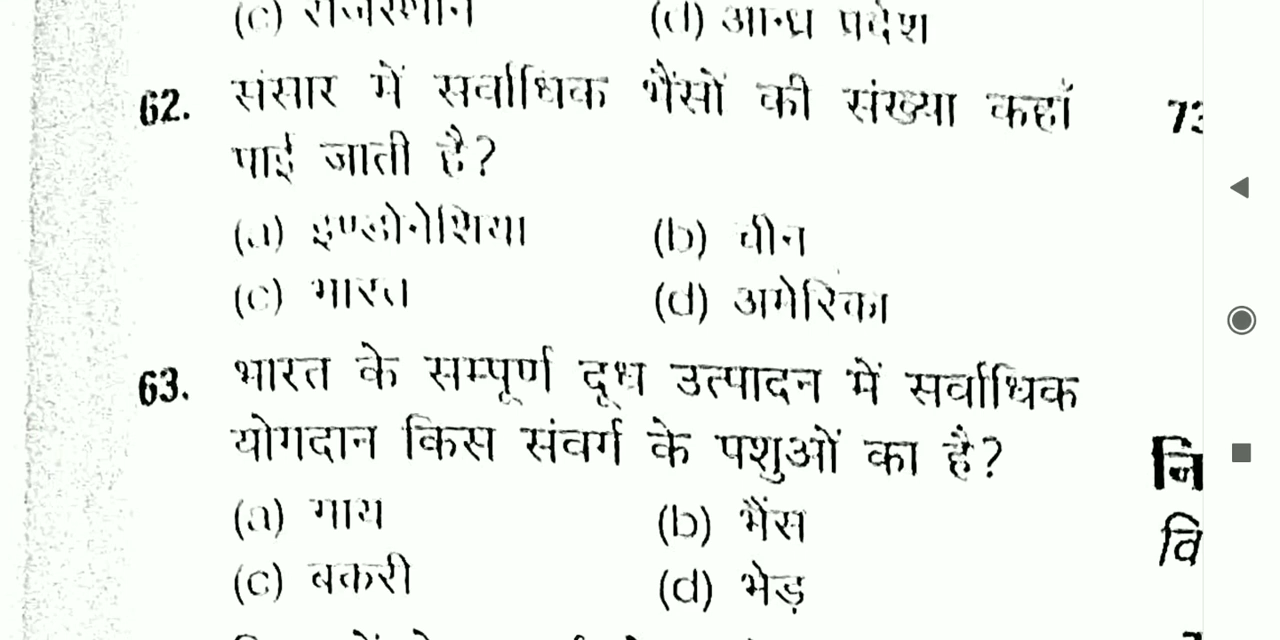 (c) राजस्थान (d) आन्ध्र प्रदेश
62. संसार में सर्वाधिक भैंसों की संख्या कहाँ
पाई जाती है?
(a) इण्डोनेशिया (b) चीन
(c) भारत (d) अमेरिका
63. भारत के सम्पूर्ण दूध उत्पादन में सर्वाधिक
योगदान किस संवर्ग के पशुओं का है?
(a) गाय (b) भैंस
(c) बकरी (d) भेड़
नि
वि